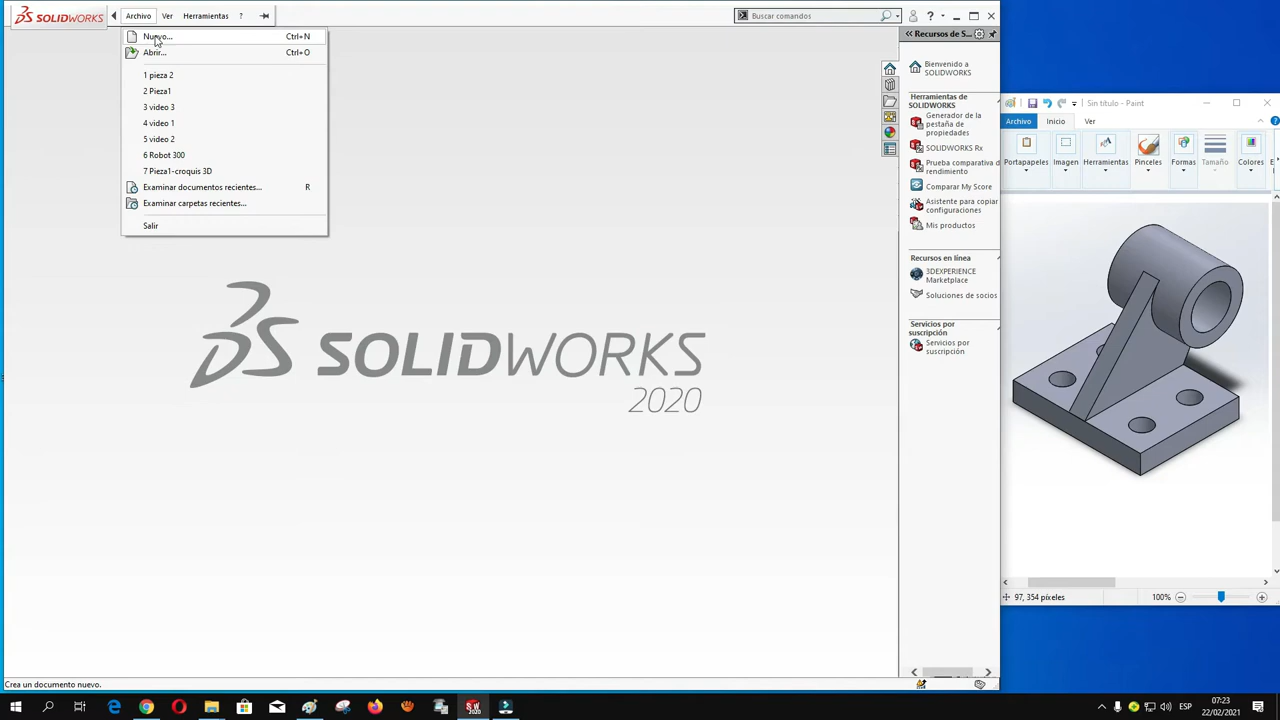 SOLIDWORKS
Archivo
Ver
Herramientas
?
Buscar comandos
?
Nuevo...
Ctrl+N
Abrir...
Ctrl+O
1 pieza 2
2 Pieza1
3 video 3
4 video 1
5 video 2
6 Robot 300
7 Pieza1-croquis 3D
Examinar documentos recientes...
R
Examinar carpetas recientes...
Salir
SOLIDWORKS
2020
Recursos de S...
Bienvenido a
SOLIDWORKS
Herramientas de
SOLIDWORKS
Generador de la
pestaña de
propiedades
SOLIDWORKS Rx
Prueba comparativa d
rendimiento
Comparar My Score
Asistente para copiar
configuraciones
Mis productos
Recursos en línea
3DEXPERIENCE
Marketplace
Soluciones de socios
Servicios por
suscripción
Servicios por
suscripción
Sin título - Paint
Archivo
Inicio
Ver
Portapapeles
Imagen
Herramientas
Pinceles
Formas
Tamaño
Colores
97, 354 píxeles
100%
Crea un documento nuevo.
ESP
07:23
22/02/2021